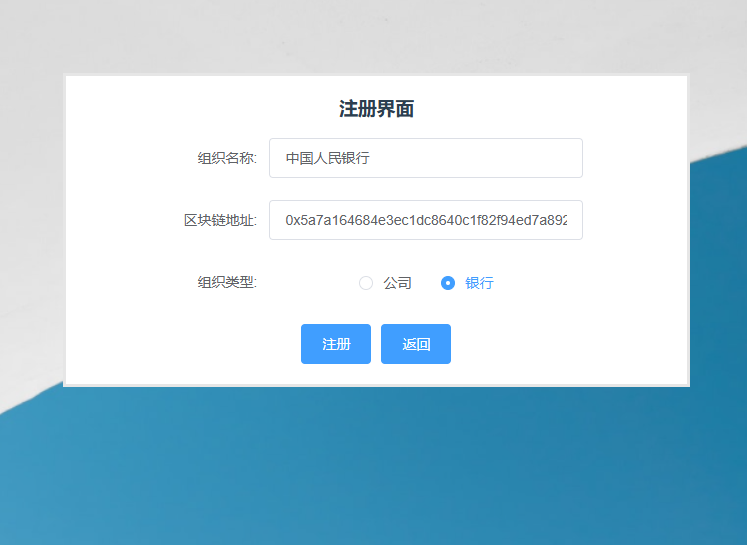 注册界面
组织名称: 中国人民银行
区块链地址: 0x5a7a164684e3ec1dc8640c1f82f94ed7a892
组织类型: 公司 银行
注册 返回